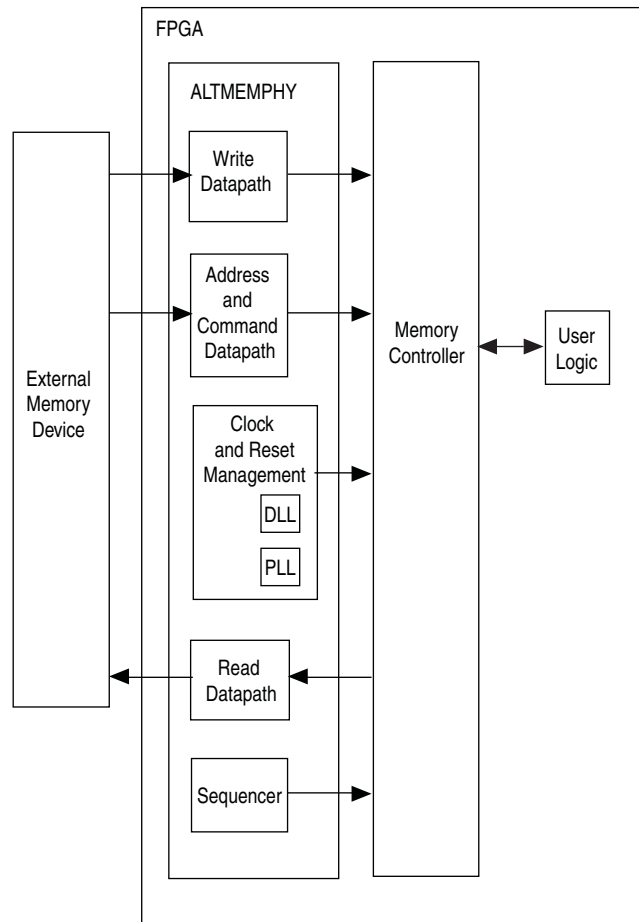 FPGA
ALTMEMPHY
Write
Datapath
Address
and
Command
Datapath
External
Memory
Device
Memory
Controller
User
Logic
Clock
and Reset
Management
DLL
PLL
Read
Datapath
Sequencer